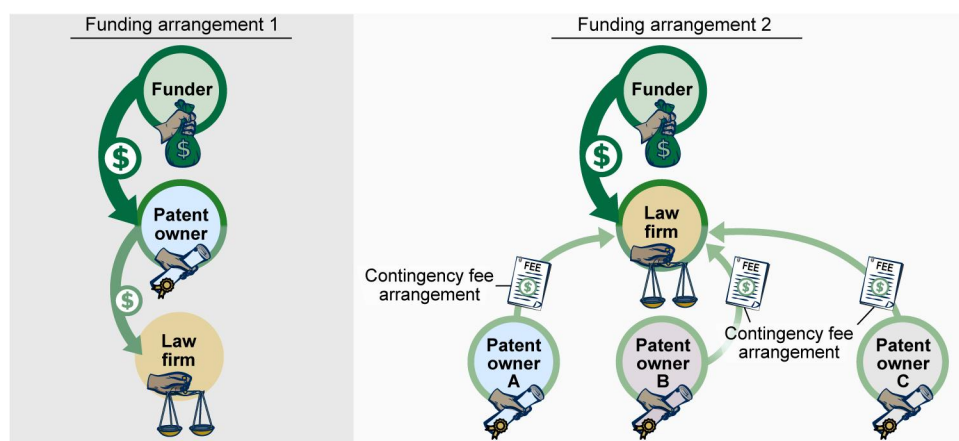 Funding arrangement 1
Funder
$
$
Patent
owner
$
Law
firm
Funding arrangement 2
Funder
$
$
Law
firm
Contingency fee
arrangement
FEE
$
FEE
$
FEE
$
Contingency fee
arrangement
Patent
owner
A
Patent
owner
B
Patent
owner
C